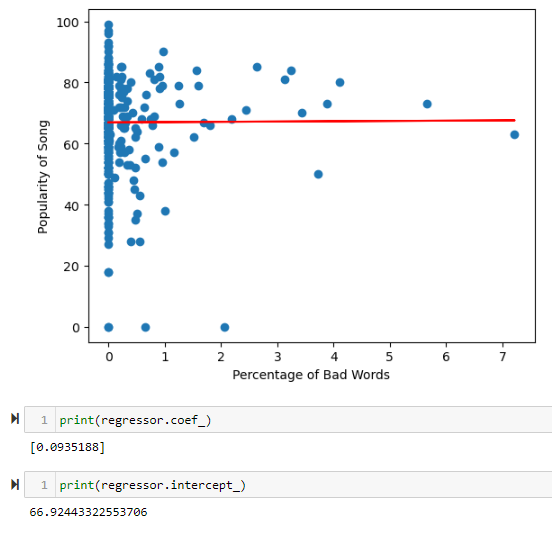 100
80
60
40
20
0
Popularity of Song
0 1 2 3 4 5 6 7
Percentage of Bad Words
1 print(regressor.coef_)
[0.0935188]
1 print(regressor.intercept_)
66.92443322553706